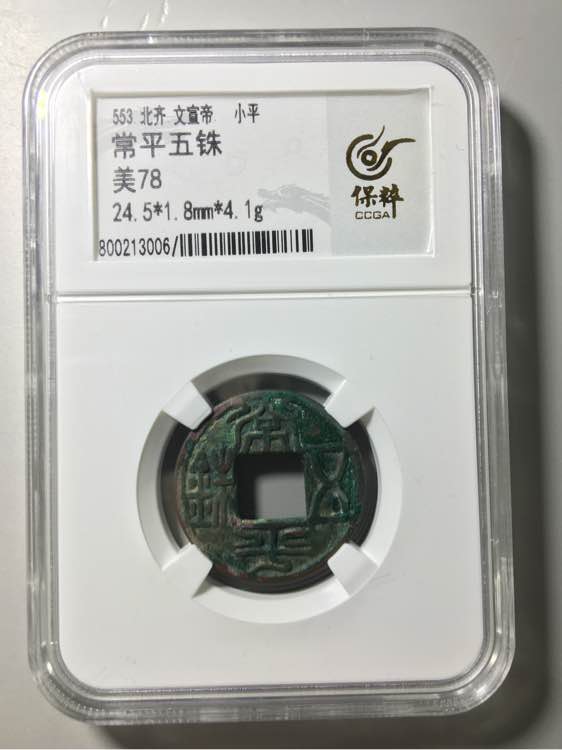 553 北齐 文宣帝 小平
常平五铢
美78
24.5*1.8mm*4.1g
800213006/
保粹
CCGA
常平五銖